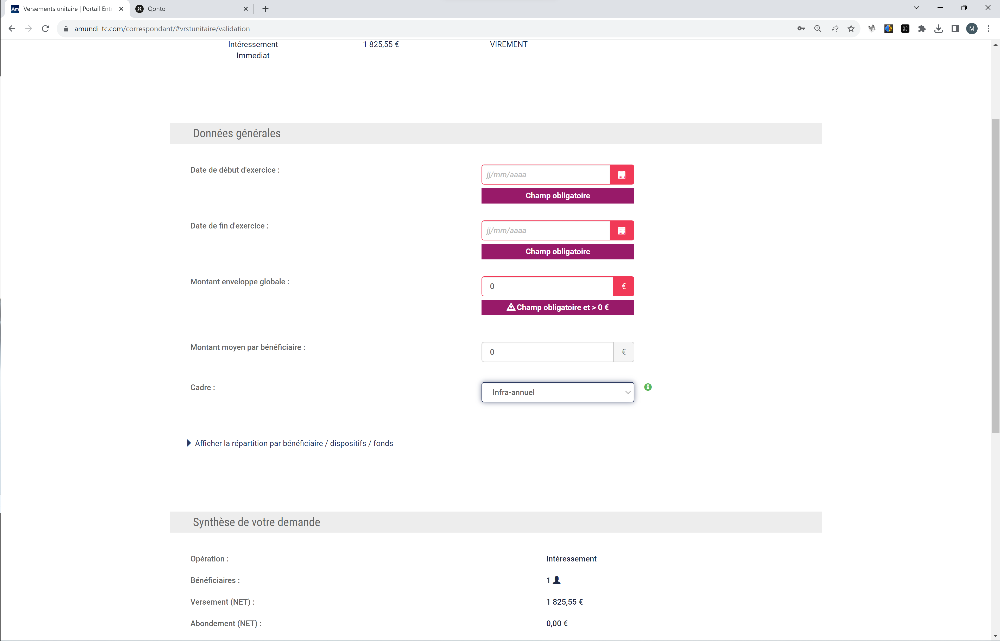 Versements unitaire | Portail Entr
Qonto
amundi-tc.com/correspondant/#vrstunitaire/validation
M
Intéressement 1 825,55 € VIREMENT
Immediat
Données générales
Date de début d'exercice :
jj/mm/aaaa
Champ obligatoire
Date de fin d'exercice :
jj/mm/aaaa
Champ obligatoire
Montant enveloppe globale :
0 €
Champ obligatoire et > 0 €
Montant moyen par bénéficiaire :
0 €
Cadre :
Infra-annuel
Afficher la répartition par bénéficiaire / dispositifs / fonds
Synthèse de votre demande
Opération : Intéressement
Bénéficiaires : 1
Versement (NET) : 1 825,55 €
Abondement (NET) : 0,00 €